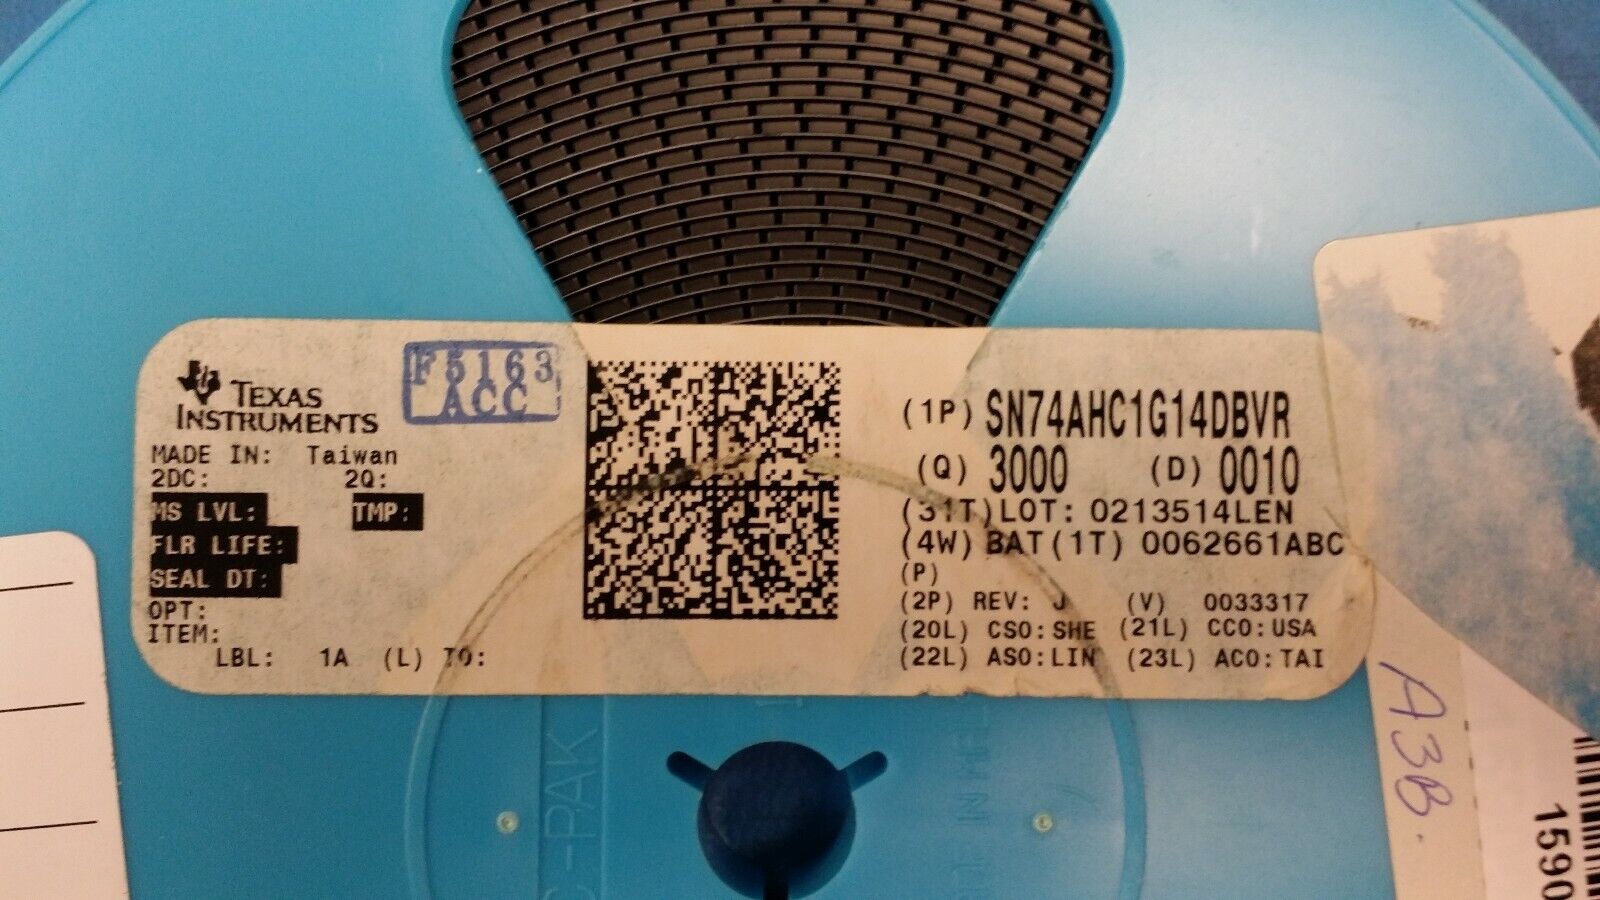 TEXAS
INSTRUMENTS
F5163
ACC
MADE IN: Taiwan
2DC: 2Q:
MS LVL: TMP:
FLR LIFE:
SEAL DT:
OPT:
ITEM:
LBL: 1A (L) TO:
(1P) SN74AHC1G14DBVR
(Q) 3000 (D) 0010
(31T)LOT: 0213514LEN
(4W) BAT(1T) 0062661ABC
(P)
(2P) REV: J (V) 0033317
(20L) CSO:SHE (21L) CCO:USA
(22L) ASO:LIN (23L) ACO:TAI
A3B.
1590
C-PAK